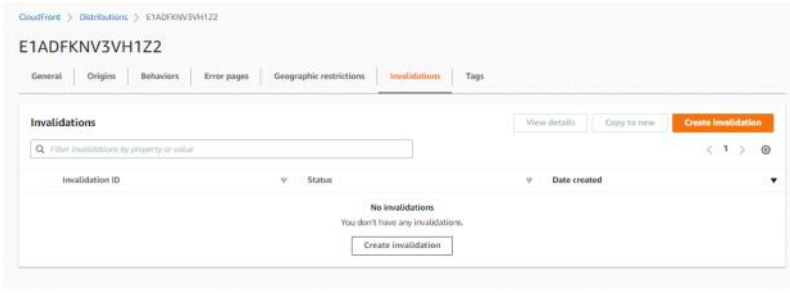 CloudFront > Distributions > E1ADFKNV3VH1Z2
E1ADFKNV3VH1Z2
General Origins Behaviors Error pages Geographic restrictions Invalidations Tags
Invalidations View details Copy to new Create invalidation
Filter invalidations by property or value < 1 >
Invalidation ID Status Date created
No invalidations
You don't have any invalidations.
Create invalidation